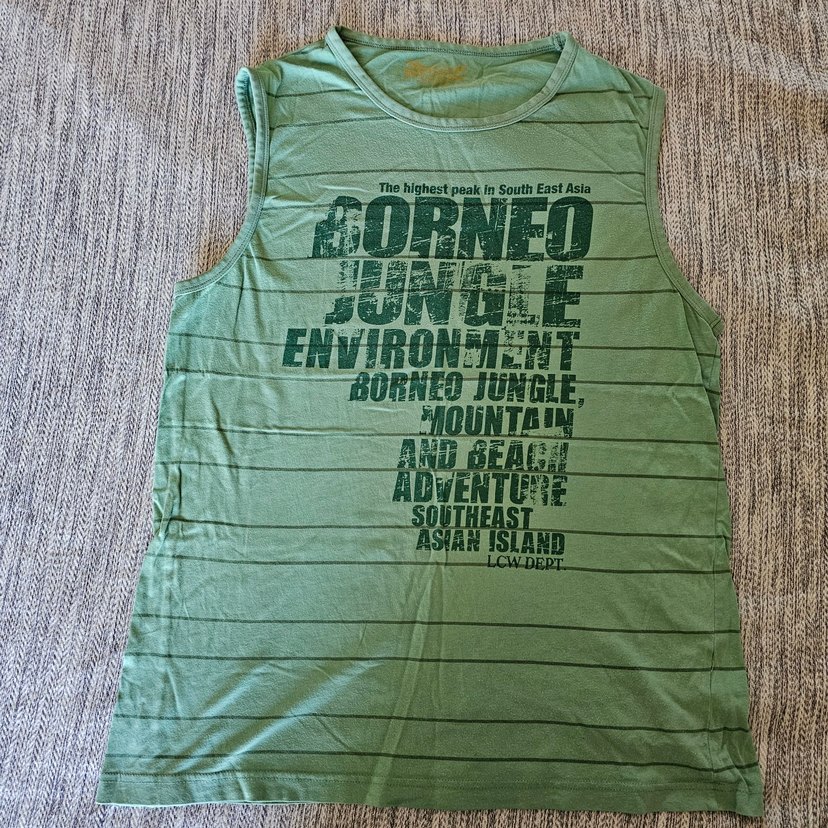 The highest peak in South East Asia
BORNEO
JUNGLE
ENVIRONMENT
BORNEO JUNGLE,
MOUNTAIN
AND BEACH
ADVENTURE
SOUTHEAST
ASIAN ISLAND
LCW DEPT.